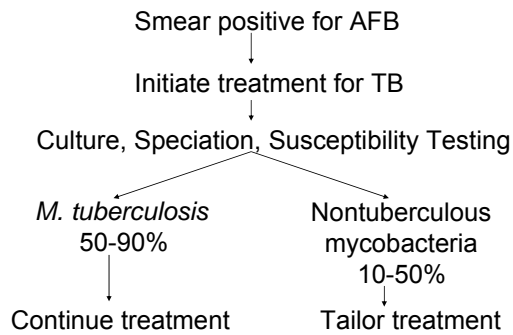 Smear positive for AFB
Initiate treatment for TB
Culture, Speciation, Susceptibility Testing
M. tuberculosis
50-90%
Nontuberculous
mycobacteria
10-50%
Continue treatment
Tailor treatment